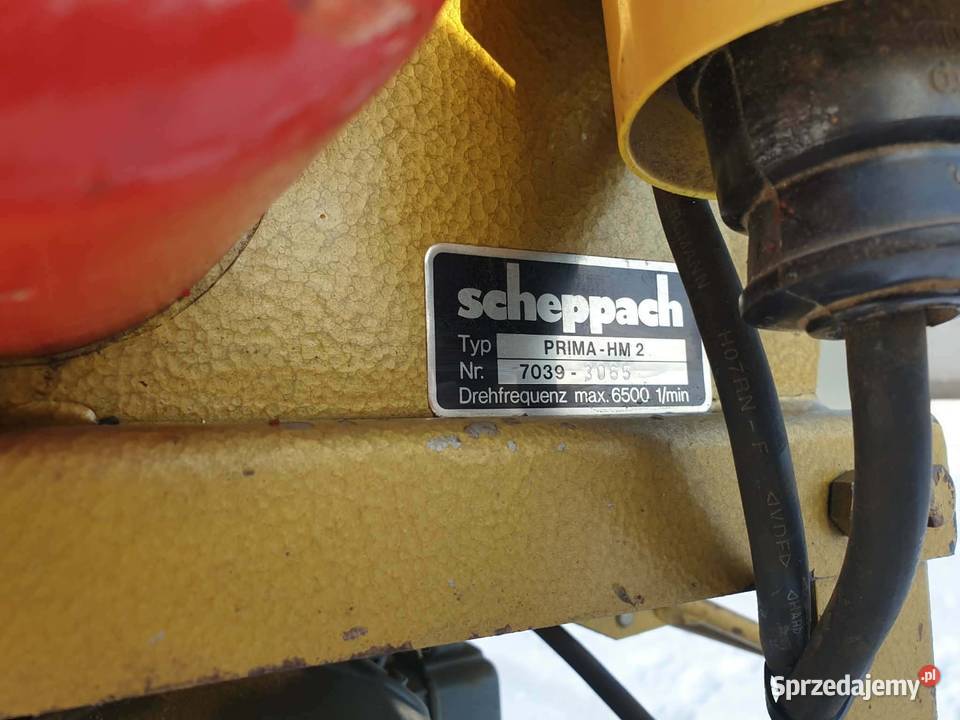 scheppach
Typ PRIMA-HM 2
Nr. 7039-3065
Drehfrequenz max. 6500 1/min
H07RN-F
Sprzedajemy.pl